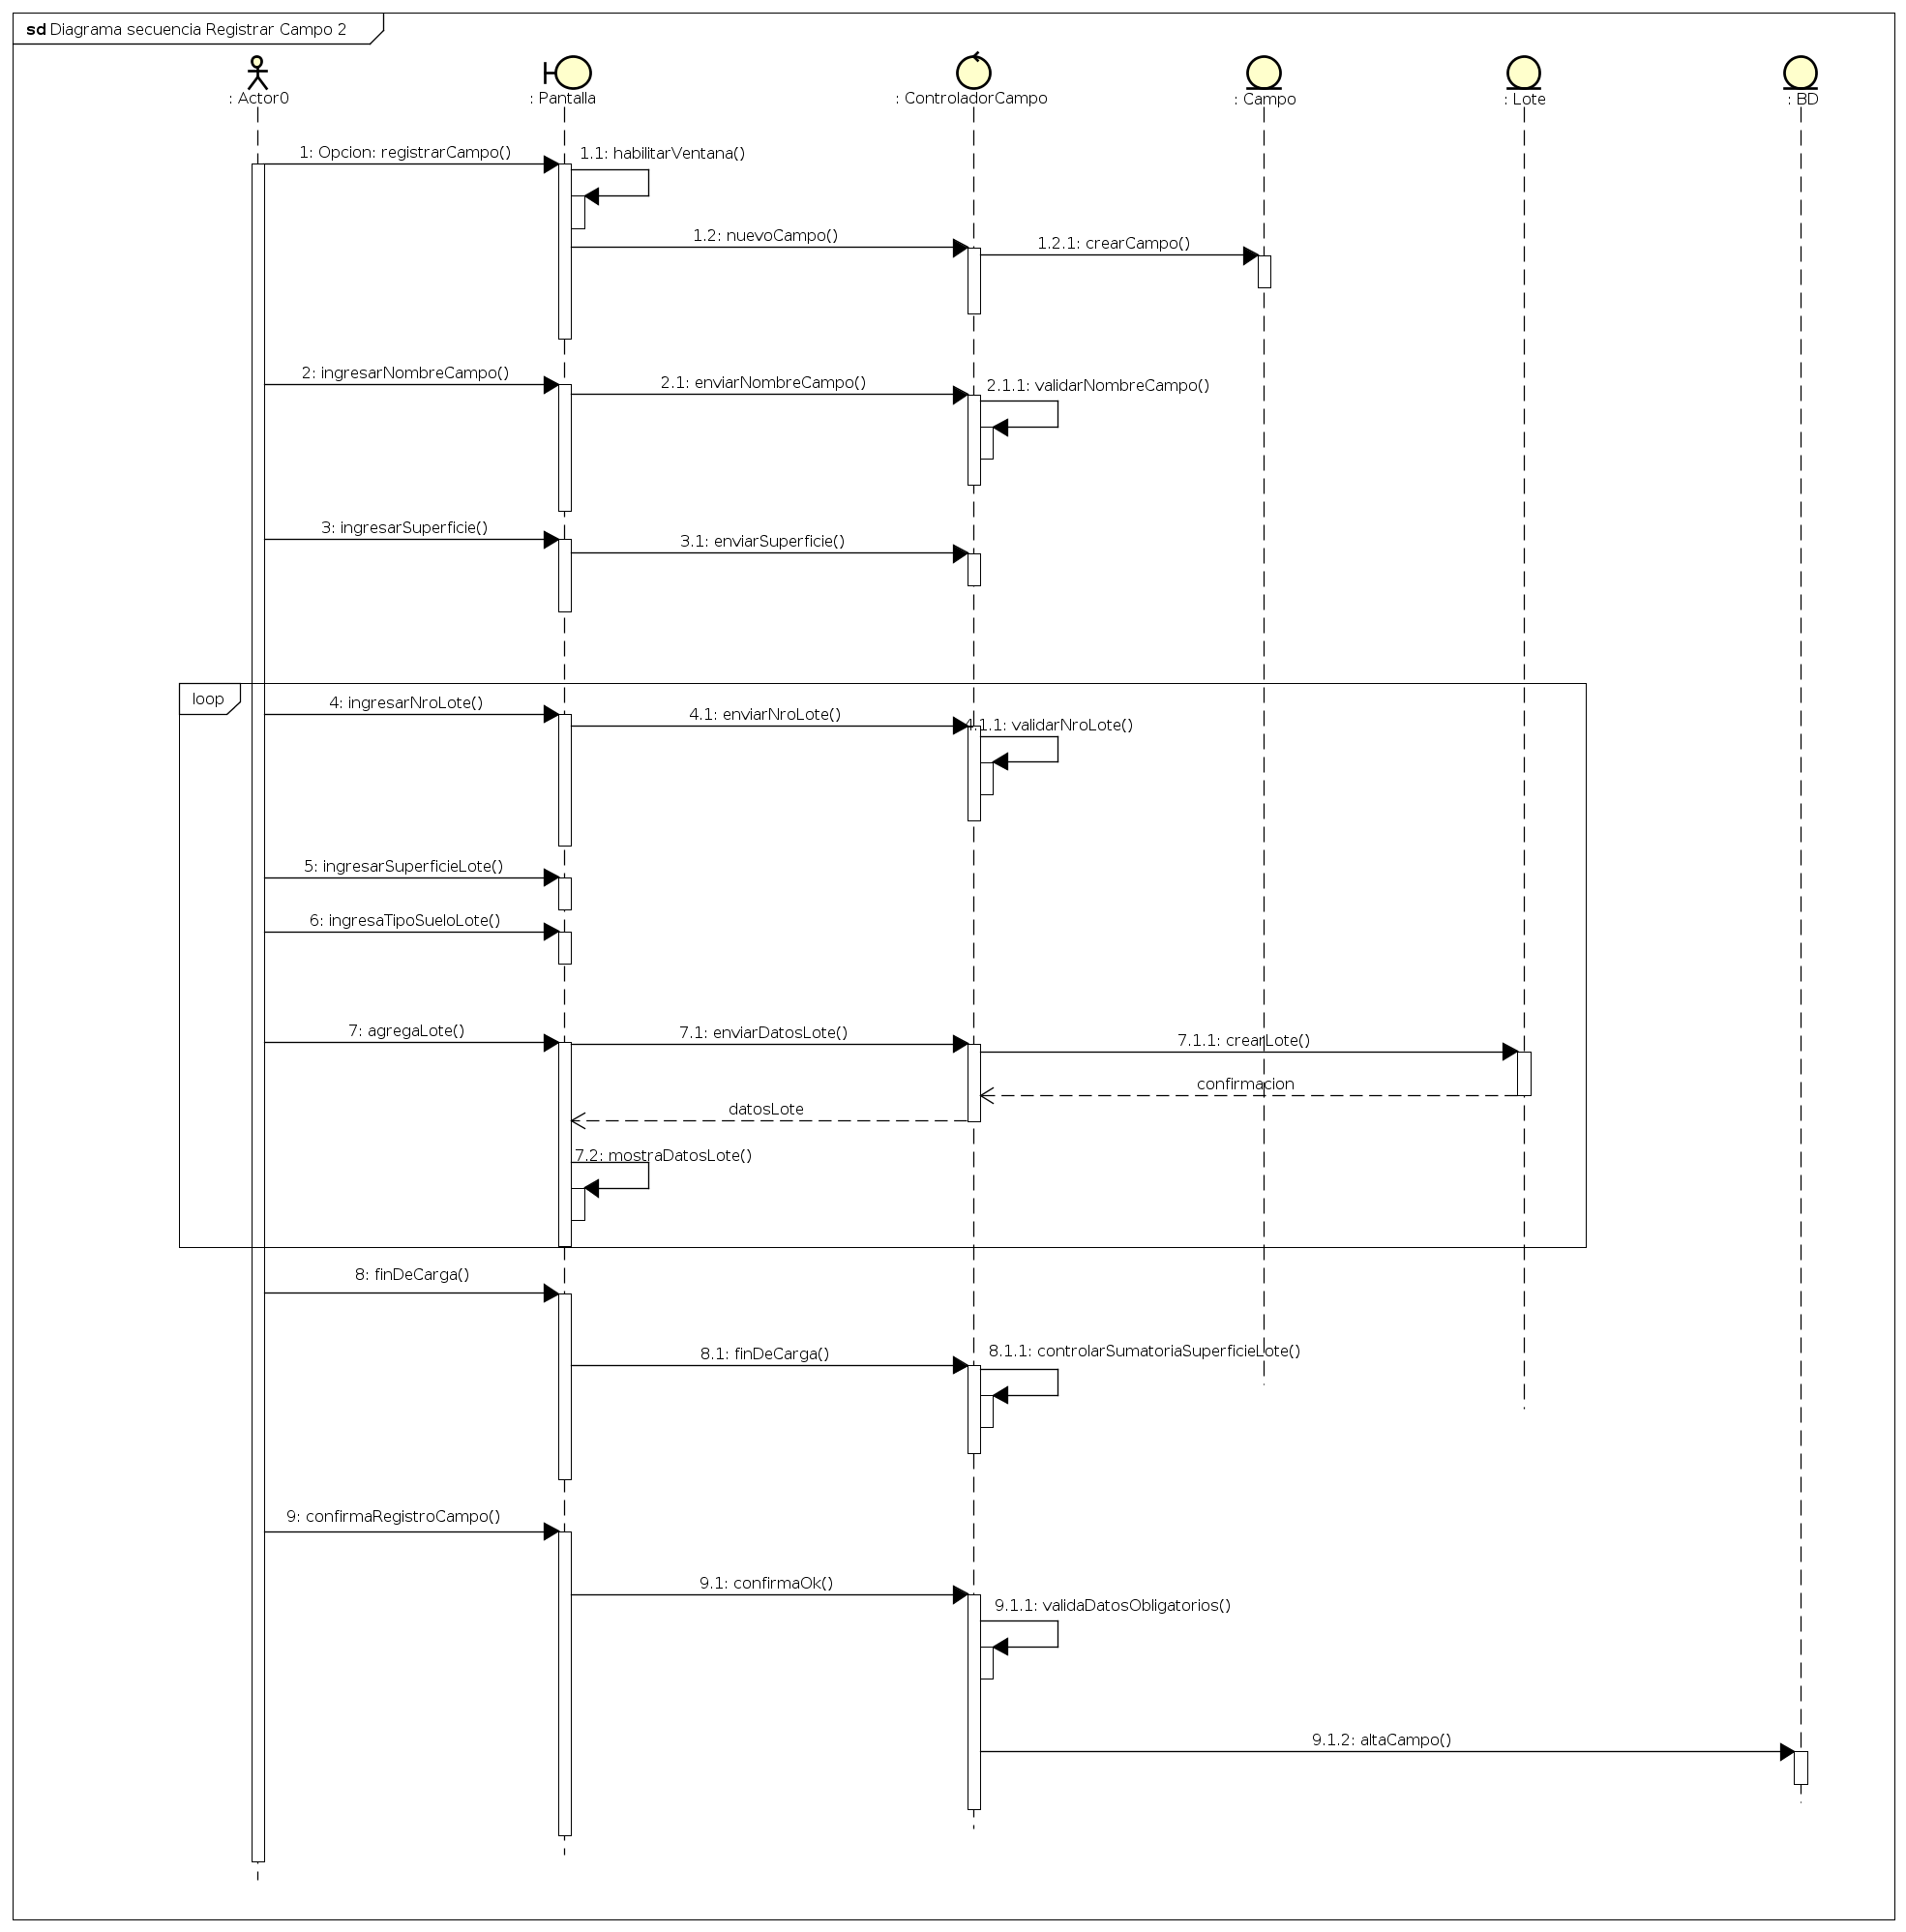 sd Diagrama secuencia Registrar Campo 2
: Actor0
: Pantalla
: ControladorCampo
: Campo
: Lote
: BD
1: Opcion: registrarCampo()
1.1: habilitarVentana()
1.2: nuevoCampo()
1.2.1: crearCampo()
2: ingresarNombreCampo()
2.1: enviarNombreCampo()
2.1.1: validarNombreCampo()
3: ingresarSuperficie()
3.1: enviarSuperficie()
loop
4: ingresarNroLote()
4.1: enviarNroLote()
4.1.1: validarNroLote()
5: ingresarSuperficieLote()
6: ingresaTipoSueloLote()
7: agregaLote()
7.1: enviarDatosLote()
7.1.1: crearLote()
confirmacion
datosLote
7.2: mostraDatosLote()
8: finDeCarga()
8.1: finDeCarga()
8.1.1: controlarSumatoriaSuperficieLote()
9: confirmaRegistroCampo()
9.1: confirmaOk()
9.1.1: validaDatosObligatorios()
9.1.2: altaCampo()